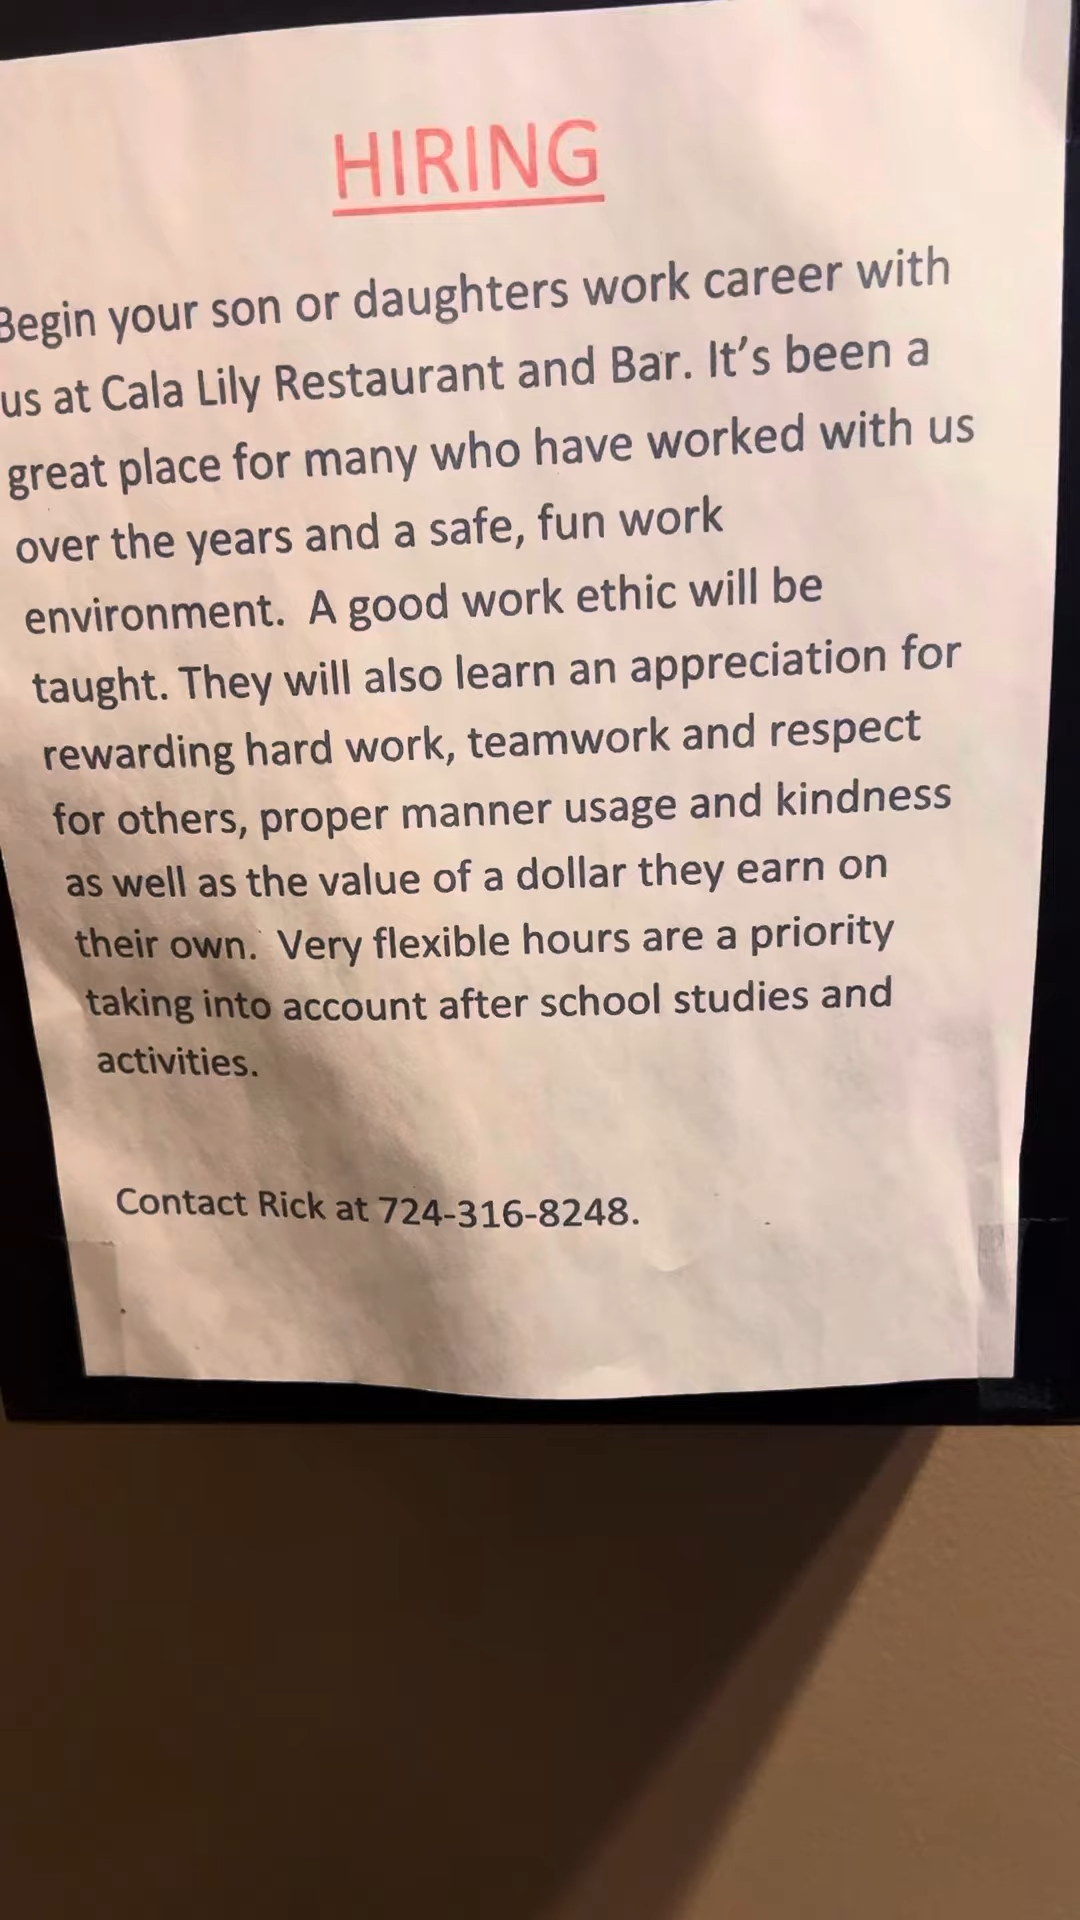 HIRING
Begin your son or daughters work career with
us at Cala Lily Restaurant and Bar. It's been a
great place for many who have worked with us
over the years and a safe, fun work
environment.  A good work ethic will be
taught. They will also learn an appreciation for
rewarding hard work, teamwork and respect
for others, proper manner usage and kindness
as well as the value of a dollar they earn on
their own.  Very flexible hours are a priority
taking into account after school studies and
activities.
Contact Rick at 724-316-8248.